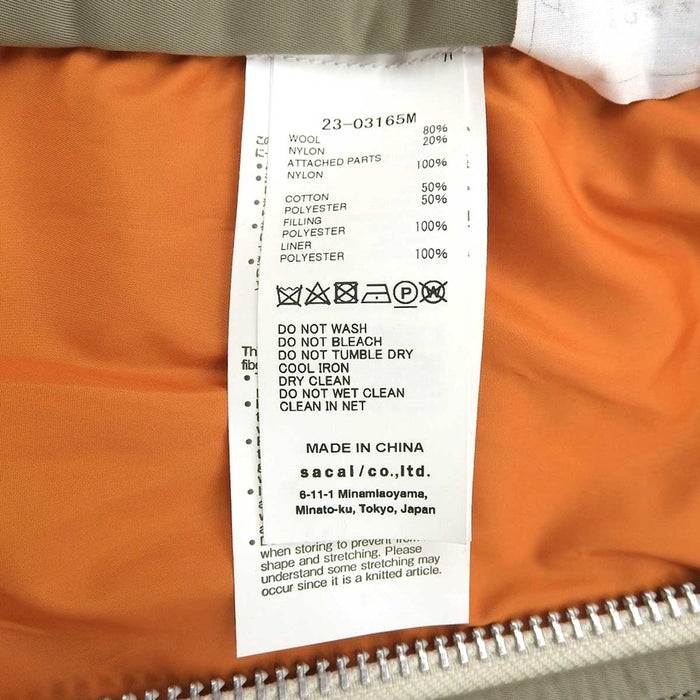 23-03165M
WOOL 80%
NYLON 20%
ATTACHED PARTS
NYLON 100%
COTTON 50%
POLYESTER 50%
FILLING
POLYESTER 100%
LINER
POLYESTER 100%
P W
DO NOT WASH
DO NOT BLEACH
DO NOT TUMBLE DRY
COOL IRON
DRY CLEAN
DO NOT WET CLEAN
CLEAN IN NET
MADE IN CHINA
sacai/co.,ltd.
6-11-1 Minamiaoyama,
Minato-ku, Tokyo, Japan
when storing to prevent from
shape and stretching. Please
understand some stretching may
occur since it is a knitted article.